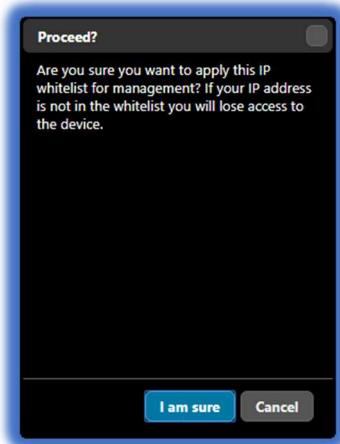 Proceed?
Are you sure you want to apply this IP
whitelist for management? If your IP address
is not in the whitelist you will lose access to
the device.
I am sure
Cancel